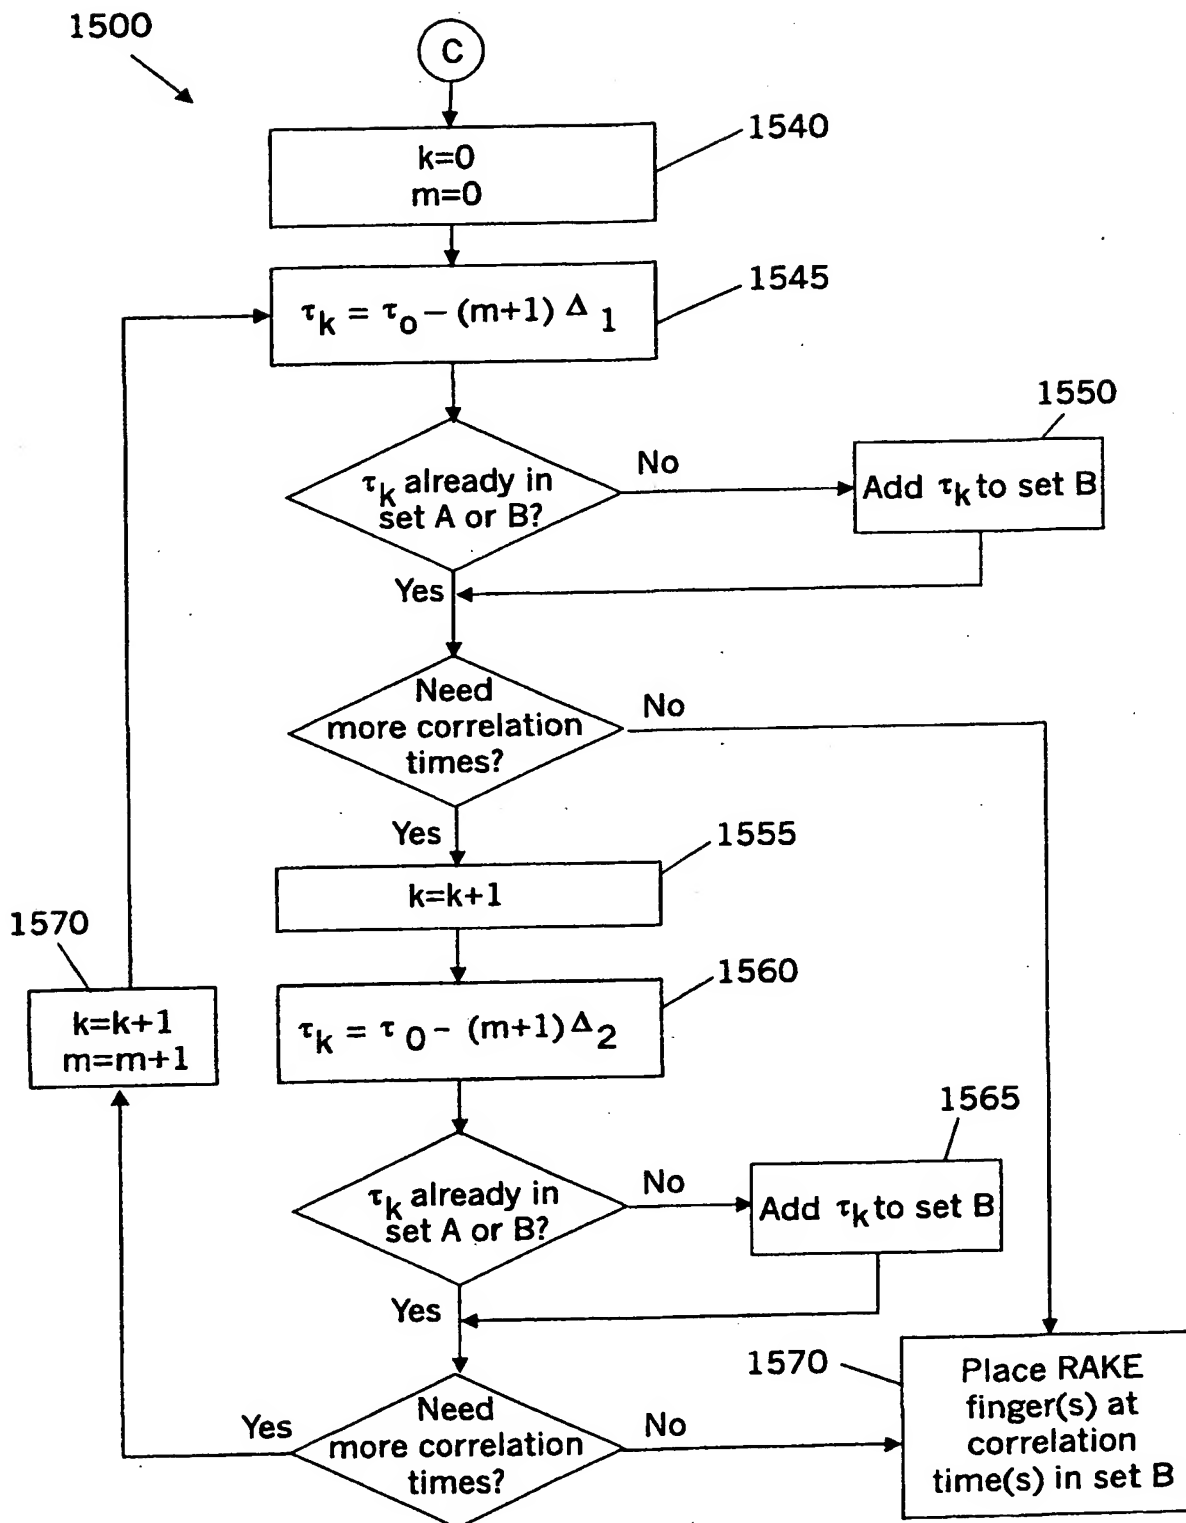 1500
C
1540
k=0
m=0
1545
τk = τo – (m+1) Δ 1
1550
τk already in
set A or B?
No
Add τk to set B
Yes
Need
more correlation
times?
No
Yes
1555
k=k+1
1570
k=k+1
m=m+1
1560
τk = τ 0 - (m+1) Δ2
1565
τk already in
set A or B?
No
Add τk to set B
Yes
1570
Need
more correlation
times?
Yes
No
Place RAKE
finger(s) at
correlation
time(s) in set B